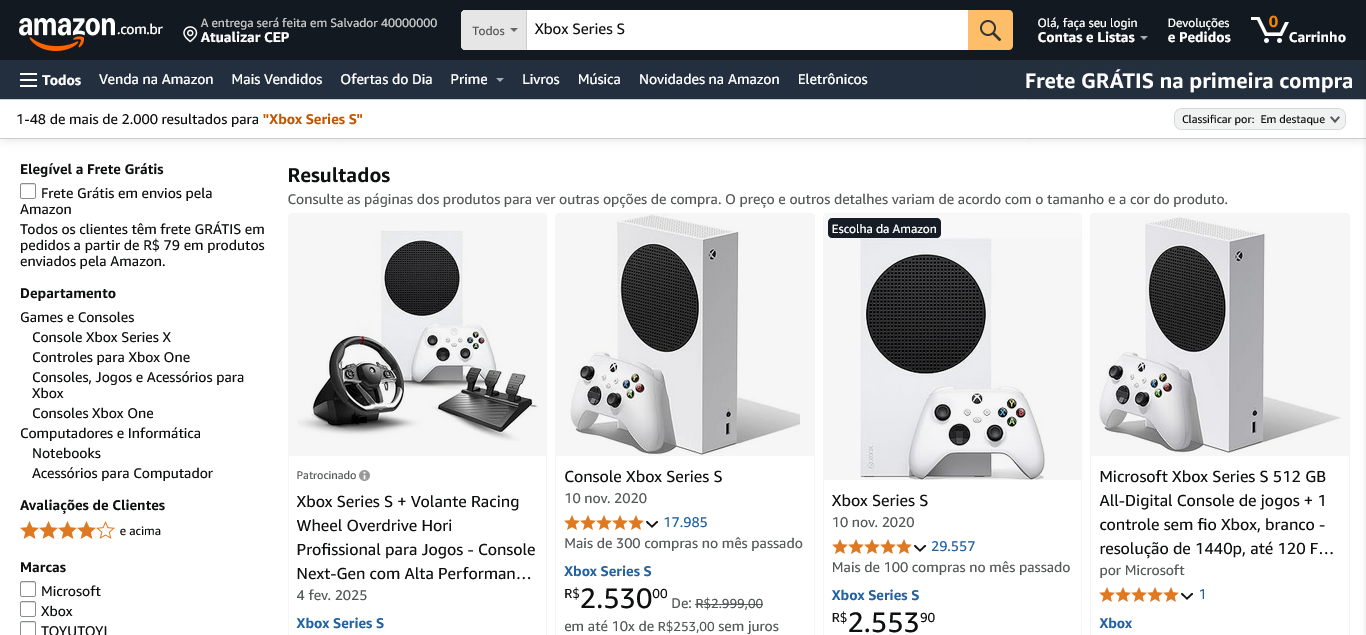 amazon.com.br
A entrega será feita em Salvador 40000000
Atualizar CEP
Todos
Xbox Series S
Olá, faça seu login
Contas e Listas
Devoluções
e Pedidos
0
Carrinho
Todos
Venda na Amazon
Mais Vendidos
Ofertas do Dia
Prime
Livros
Música
Novidades na Amazon
Eletrônicos
Frete GRÁTIS na primeira compra
1-48 de mais de 2.000 resultados para "Xbox Series S"
Classificar por: Em destaque
Elegível a Frete Grátis
Frete Grátis em envios pela
Amazon
Todos os clientes têm frete GRÁTIS em
pedidos a partir de R$ 79 em produtos
enviados pela Amazon.
Departamento
Games e Consoles
Console Xbox Series X
Controles para Xbox One
Consoles, Jogos e Acessórios para
Xbox
Consoles Xbox One
Computadores e Informática
Notebooks
Acessórios para Computador
Avaliações de Clientes
e acima
Marcas
Microsoft
Xbox
TOYUTOYI
Resultados
Consulte as páginas dos produtos para ver outras opções de compra. O preço e outros detalhes variam de acordo com o tamanho e a cor do produto.
Patrocinado
Xbox Series S + Volante Racing
Wheel Overdrive Hori
Profissional para Jogos - Console
Next-Gen com Alta Performan…
4 fev. 2025
Xbox Series S
Console Xbox Series S
10 nov. 2020
17.985
Mais de 300 compras no mês passado
Xbox Series S
R$2.53000 De: R$2.999,00
em até 10x de R$253,00 sem juros
Escolha da Amazon
Xbox Series S
10 nov. 2020
29.557
Mais de 100 compras no mês passado
Xbox Series S
R$2.55390
Microsoft Xbox Series S 512 GB
All-Digital Console de jogos + 1
controle sem fio Xbox, branco -
resolução de 1440p, até 120 F…
por Microsoft
1
Xbox